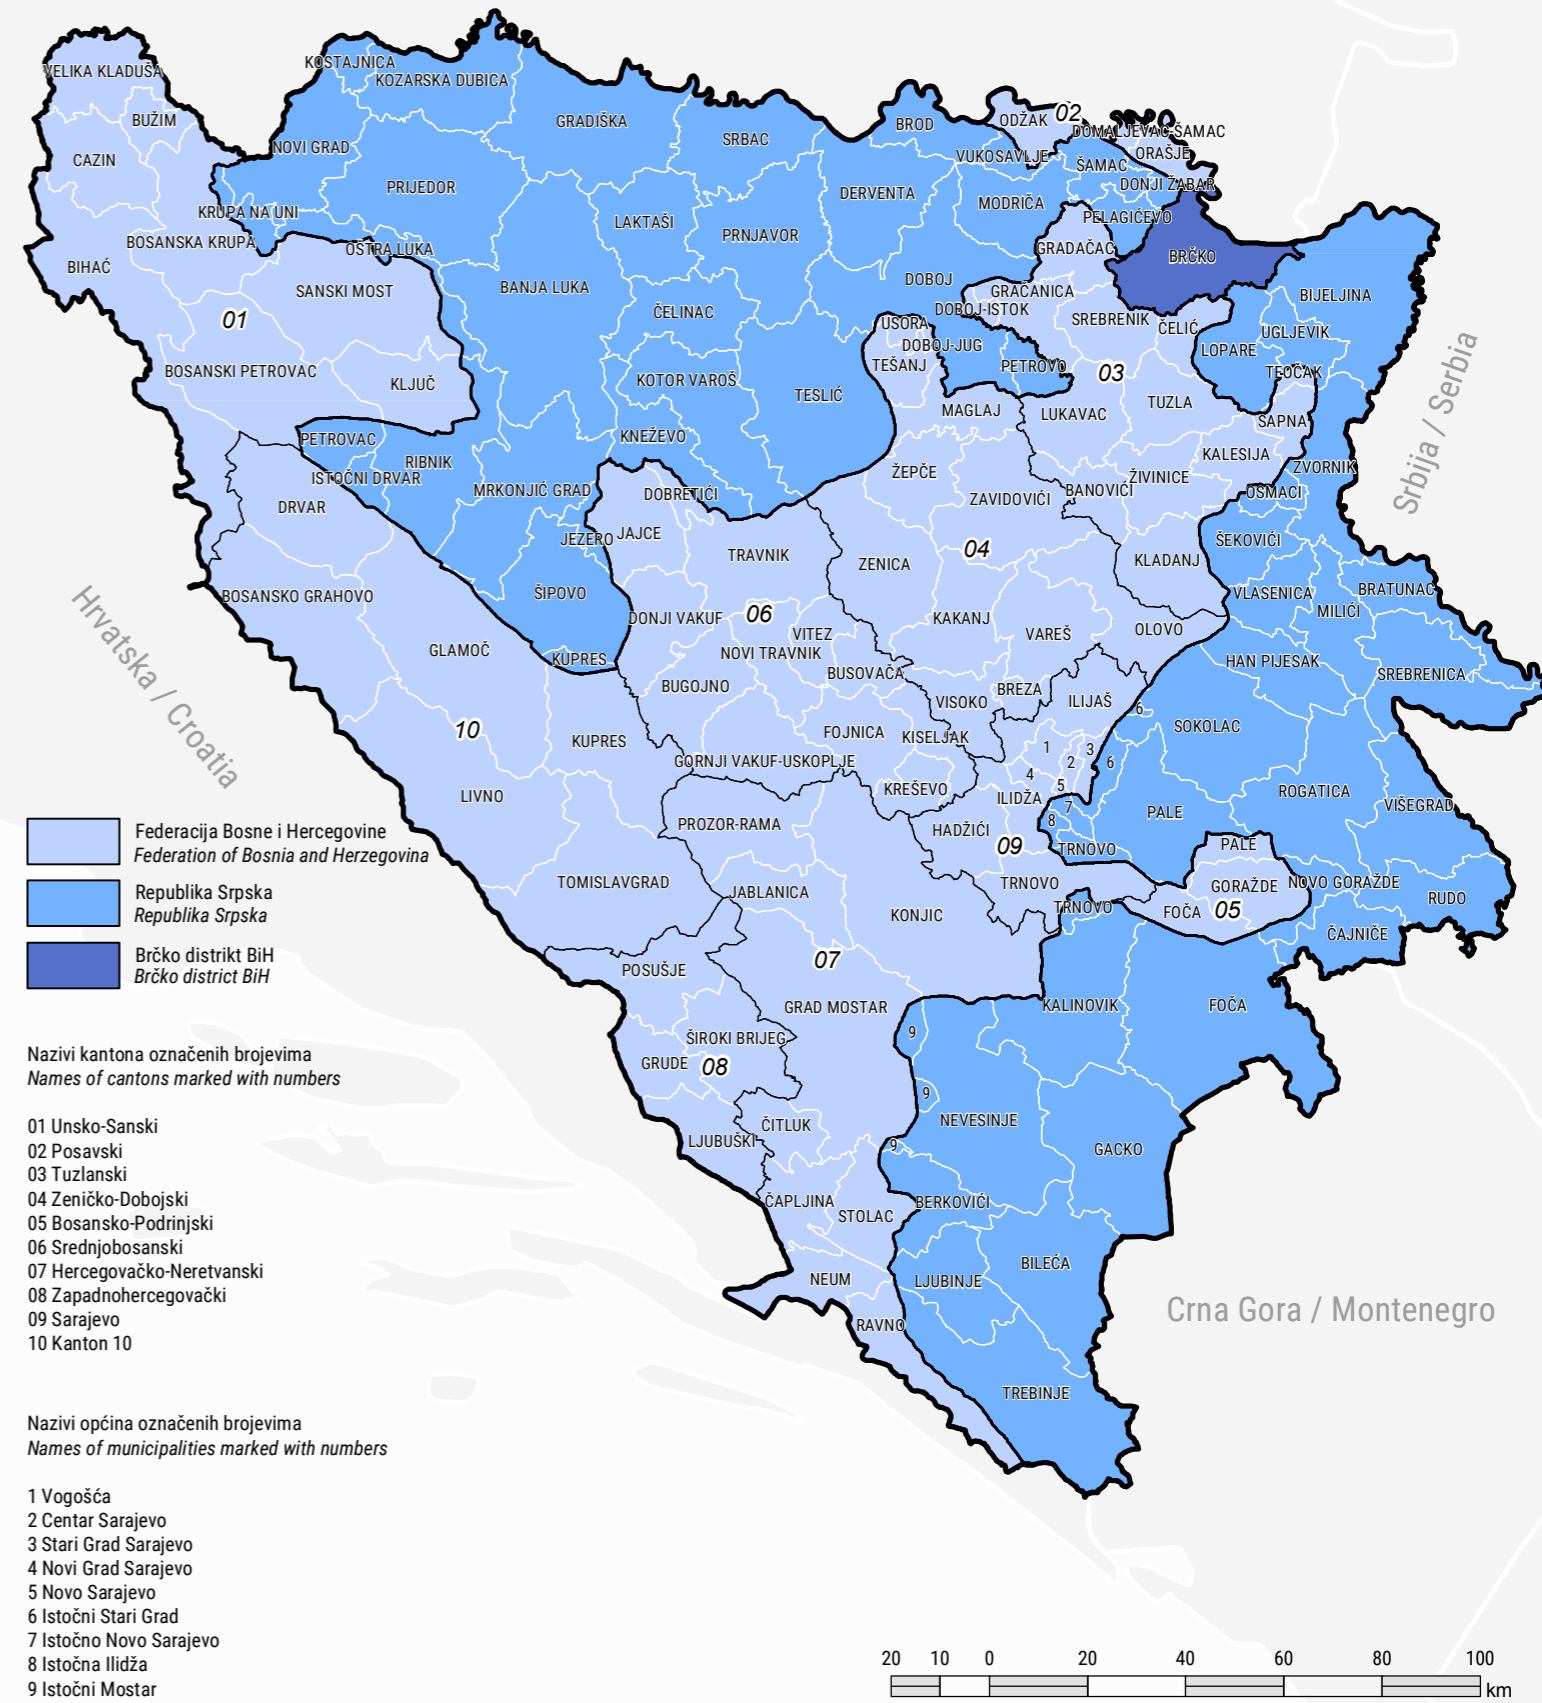 VELIKA KLADUŠA
KOSTAJNICA
KOZARSKA DUBICA
BUŽIM
GRADIŠKA
SRBAC
BROD
ODŽAK
02
DOMALJEVAC-ŠAMAC
ORAŠJE
CAZIN
NOVI GRAD
PRIJEDOR
VUKOSAVLJE
ŠAMAC
DONJI ŽABAR
DERVENTA
MODRIČA
KRUPA NA UNI
LAKTAŠI
PRNJAVOR
PELAGIĆEVO
BOSANSKA KRUPA
OŠTRA LUKA
GRADAČAC
BRČKO
BIHAĆ
SANSKI MOST
BANJA LUKA
DOBOJ
GRAČANICA
BIJELJINA
01
ČELINAC
DOBOJ-ISTOK
USORA
SREBRENIK
ČELIĆ
UGLJEVIK
DOBOJ-JUG
LOPARE
TEŠANJ
PETROVO
03
TEOČAK
BOSANSKI PETROVAC
KLJUČ
KOTOR VAROŠ
TESLIĆ
MAGLAJ
LUKAVAC
TUZLA
SAPNA
PETROVAC
KNEŽEVO
RIBNIK
KALESIJA
ISTOČNI DRVAR
ŽEPČE
ŽIVINICE
ZVORNIK
MRKONJIĆ GRAD
DOBRETIĆI
BANOVIĆI
OSMACI
DRVAR
ZAVIDOVIĆI
JEZERO
JAJCE
TRAVNIK
04
ŠEKOVIĆI
ZENICA
KLADANJ
BOSANSKO GRAHOVO
ŠIPOVO
VLASENICA
BRATUNAC
MILIĆI
DONJI VAKUF
06
VITEZ
KAKANJ
VAREŠ
OLOVO
GLAMOČ
KUPRES
NOVI TRAVNIK
HAN PIJESAK
BUSOVAČA
SREBRENICA
BUGOJNO
VISOKO
BREZA
ILIJAŠ
6
SOKOLAC
10
KUPRES
FOJNICA
KISELJAK
1
3
2
6
GORNJI VAKUF-USKOPLJE
4
5
LIVNO
KREŠEVO
ILIDŽA
7
ROGATICA
VIŠEGRAD
PROZOR-RAMA
HADŽIĆI
8
PALE
09
TRNOVO
PALE
TOMISLAVGRAD
JABLANICA
TRNOVO
GORAŽDE
NOVO GORAŽDE
RUDO
KONJIC
TRNOVO
FOČA
05
ČAJNIČE
POSUŠJE
07
GRAD MOSTAR
KALINOVIK
FOČA
9
ŠIROKI BRIJEG
GRUDE
08
9
NEVESINJE
ČITLUK
LJUBUŠKI
9
GACKO
ČAPLJINA
STOLAC
BERKOVIĆI
BILEĆA
NEUM
LJUBINJE
RAVNO
TREBINJE
Hrvatska / Croatia
Srbija / Serbia
Crna Gora / Montenegro
Federacija Bosne i Hercegovine
Federation of Bosnia and Herzegovina
Republika Srpska
Republika Srpska
Brčko distrikt BiH
Brčko district BiH
Nazivi kantona označenih brojevima
Names of cantons marked with numbers
01 Unsko-Sanski
02 Posavski
03 Tuzlanski
04 Zeničko-Dobojski
05 Bosansko-Podrinjski
06 Srednjobosanski
07 Hercegovačko-Neretvanski
08 Zapadnohercegovački
09 Sarajevo
10 Kanton 10
Nazivi općina označenih brojevima
Names of municipalities marked with numbers
1 Vogošća
2 Centar Sarajevo
3 Stari Grad Sarajevo
4 Novi Grad Sarajevo
5 Novo Sarajevo
6 Istočni Stari Grad
7 Istočno Novo Sarajevo
8 Istočna Ilidža
9 Istočni Mostar
20 10 0 20 40 60 80 100
km